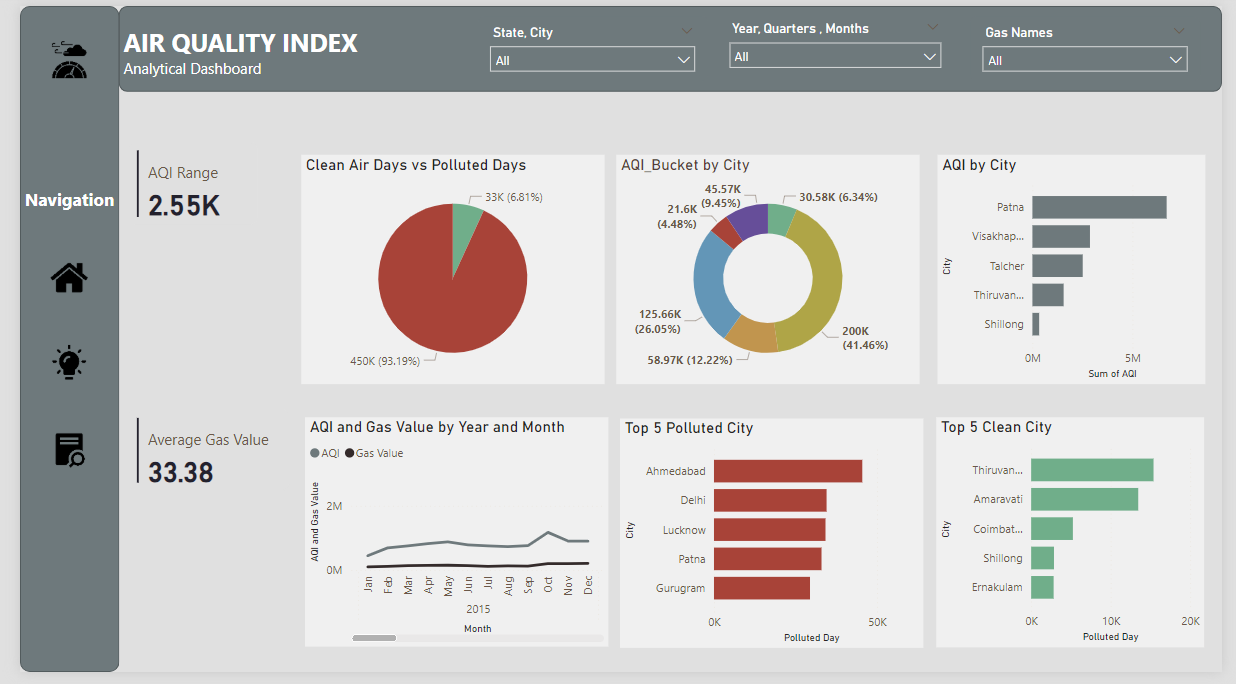 AIR QUALITY INDEX
Analytical Dashboard
State, City
All
Year, Quarters , Months
All
Gas Names
All
Navigation
AQI Range
2.55K
Clean Air Days vs Polluted Days
33K (6.81%)
450K (93.19%)
AQI_Bucket by City
45.57K
(9.45%)
30.58K (6.34%)
21.6K
(4.48%)
125.66K
(26.05%)
200K
(41.46%)
58.97K (12.22%)
AQI by City
City
Patna
Visakhap...
Talcher
Thiruvan...
Shillong
0M
5M
Sum of AQI
Average Gas Value
33.38
AQI and Gas Value by Year and Month
AQI
Gas Value
AQI and Gas Value
2M
0M
Jan
Feb
Mar
Apr
May
Jun
Jul
Aug
Sep
Oct
Nov
Dec
2015
Month
Top 5 Polluted City
City
Ahmedabad
Delhi
Lucknow
Patna
Gurugram
0K
50K
Polluted Day
Top 5 Clean City
City
Thiruvan...
Amaravati
Coimbat...
Shillong
Ernakulam
0K
10K
20K
Polluted Day